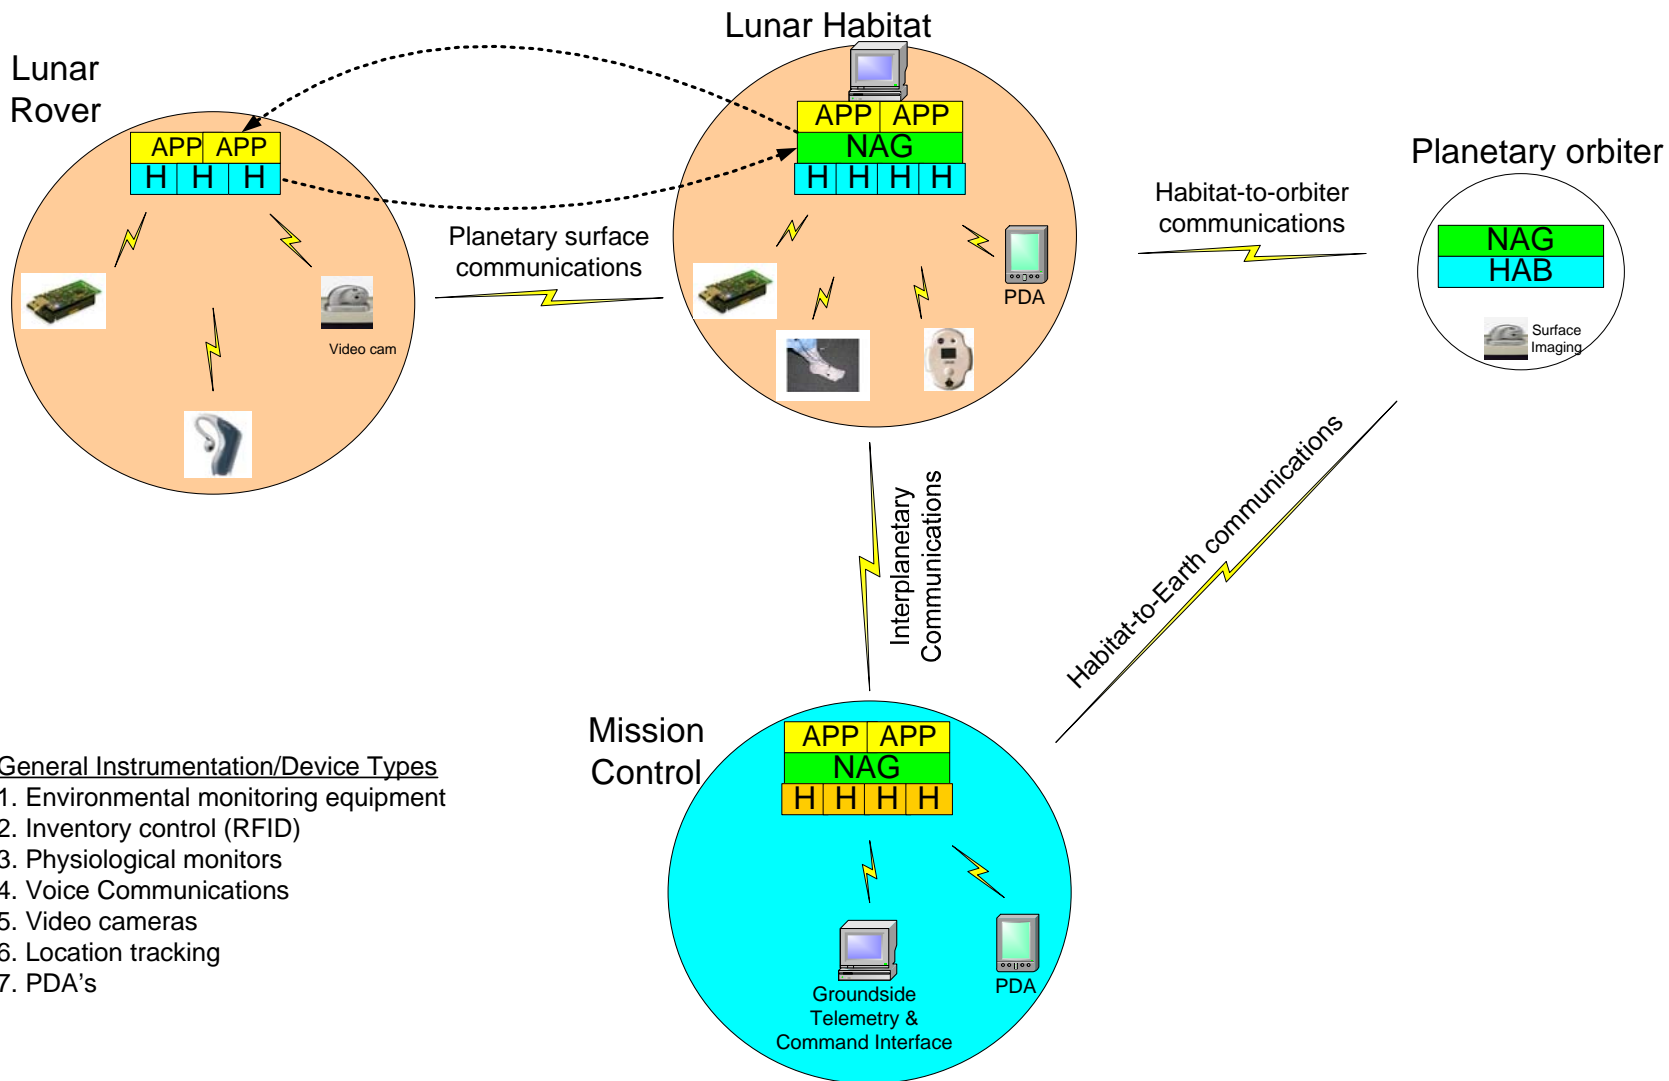 Lunar Habitat
Lunar
Rover
APP APP
H H H
APP APP
NAG
H H H H
Planetary surface
communications
Video cam
PDA
Habitat-to-orbiter
communications
Planetary orbiter
NAG
HAB
Surface
Imaging
Interplanetary
Communications
Habitat-to-Earth communications
Mission
Control
APP APP
NAG
H H H H
Groundside
Telemetry &
Command Interface
PDA
General Instrumentation/Device Types
1. Environmental monitoring equipment
2. Inventory control (RFID)
3. Physiological monitors
4. Voice Communications
5. Video cameras
6. Location tracking
7. PDA's